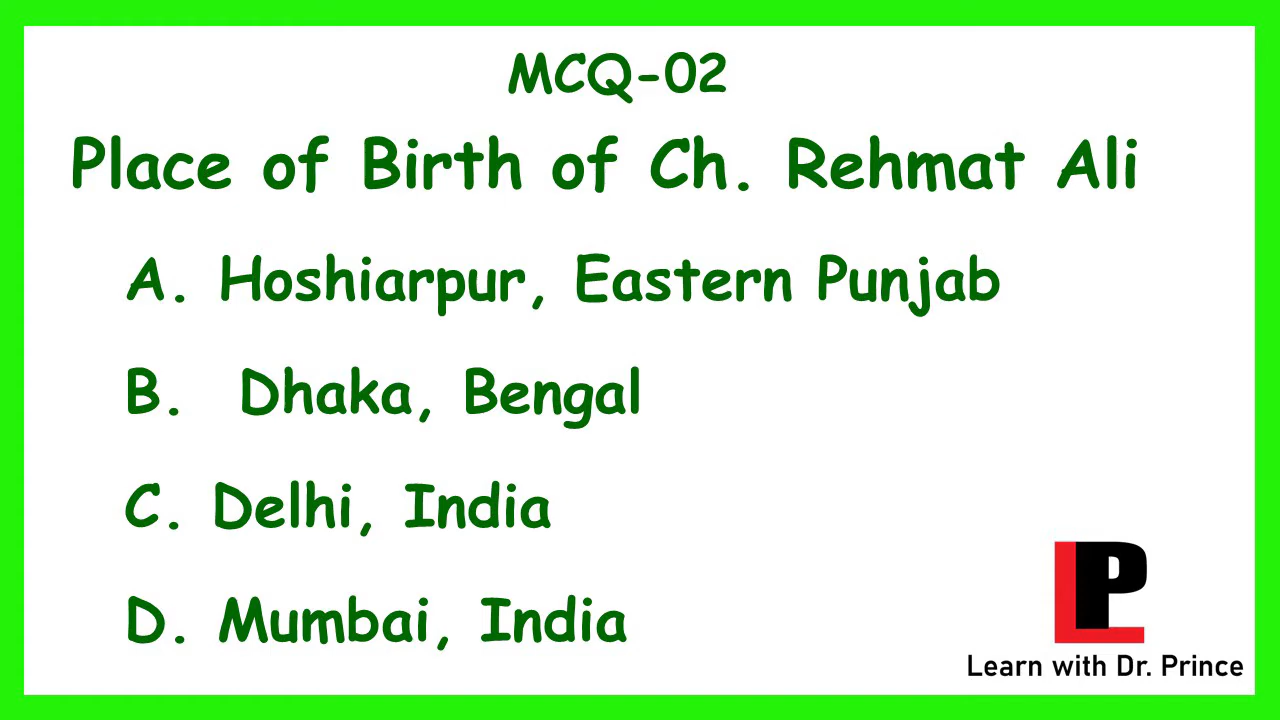 MCQ-02
Place of Birth of Ch. Rehmat Ali
A. Hoshiarpur, Eastern Punjab
B. Dhaka, Bengal
C. Delhi, India
D. Mumbai, India
LP
Learn with Dr. Prince